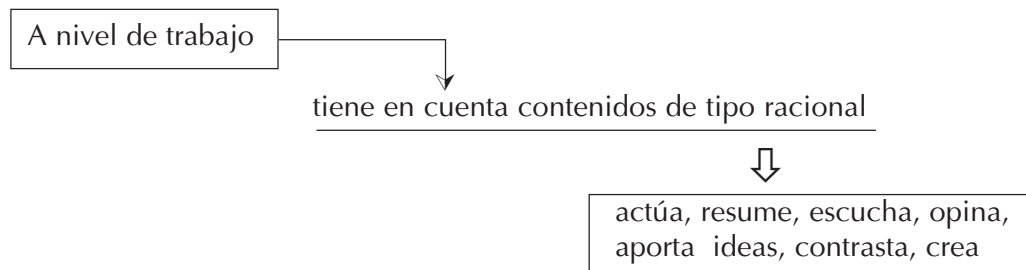 A nivel de trabajo
tiene en cuenta contenidos de tipo racional
actúa, resume, escucha, opina,
aporta ideas, contrasta, crea